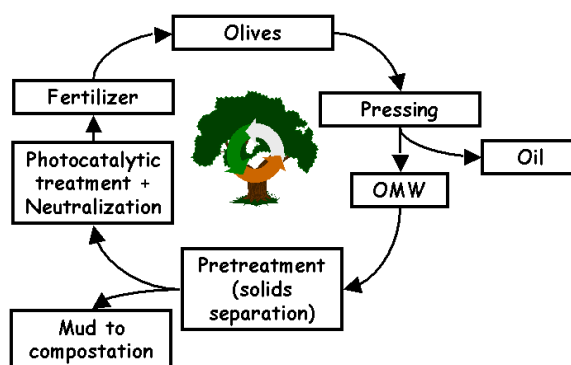 Olives
Fertilizer
Pressing
Photocatalytic
treatment +
Neutralization
Oil
OMW
Pretreatment
(solids
separation)
Mud to
compostation